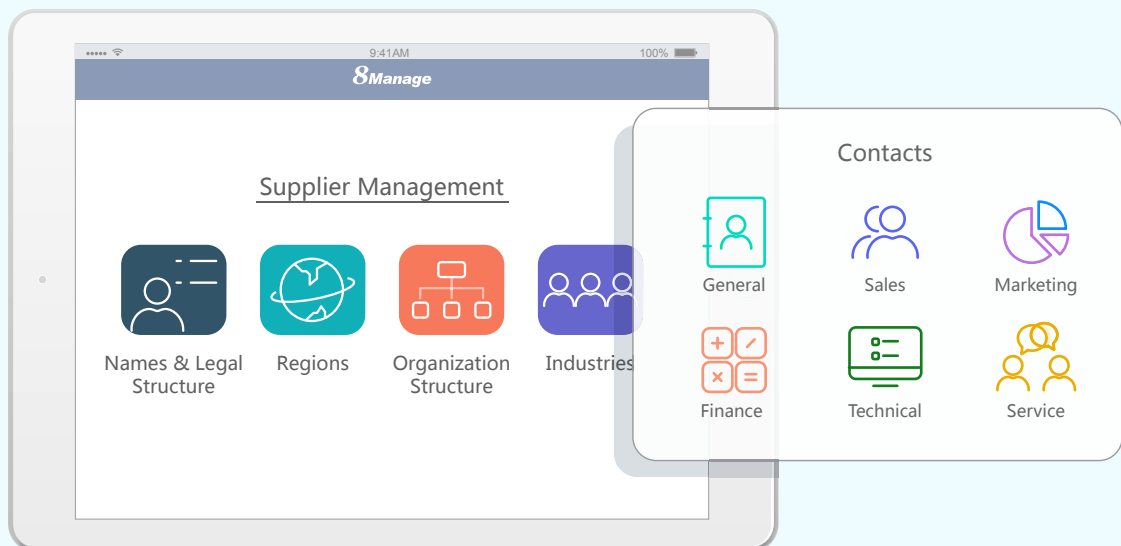 9:41AM
100%
8Manage
Supplier Management
Names & Legal
Structure
Regions
Organization
Structure
Industries
Contacts
General
Sales
Marketing
Finance
Technical
Service